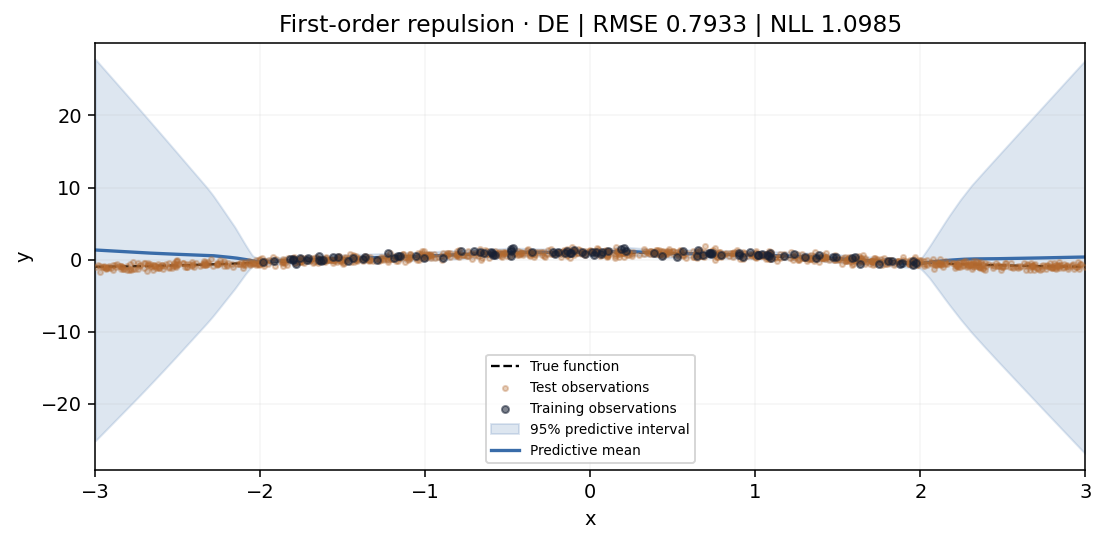 First-order repulsion · DE | RMSE 0.7933 | NLL 1.0985
y
20
10
0
−10
−20
True function
Test observations
Training observations
95% predictive interval
Predictive mean
−3 −2 −1 0 1 2 3
x